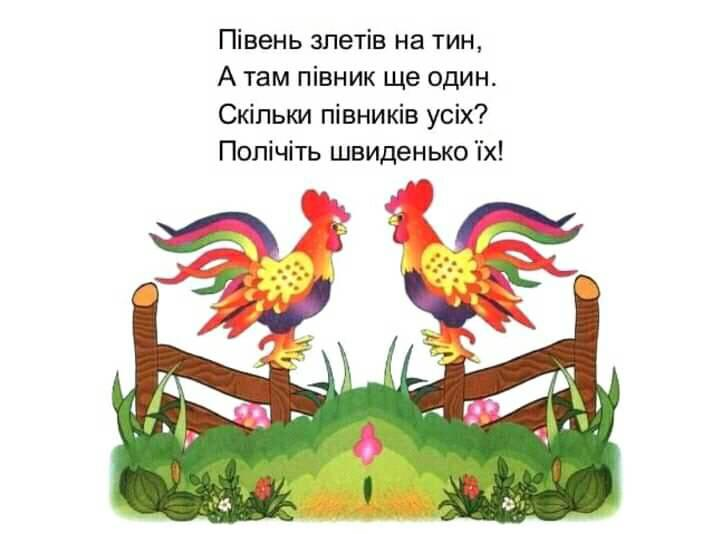 Півень злетів на тин,
А там півник ще один.
Скільки півників усіх?
Полічіть швиденько їх!